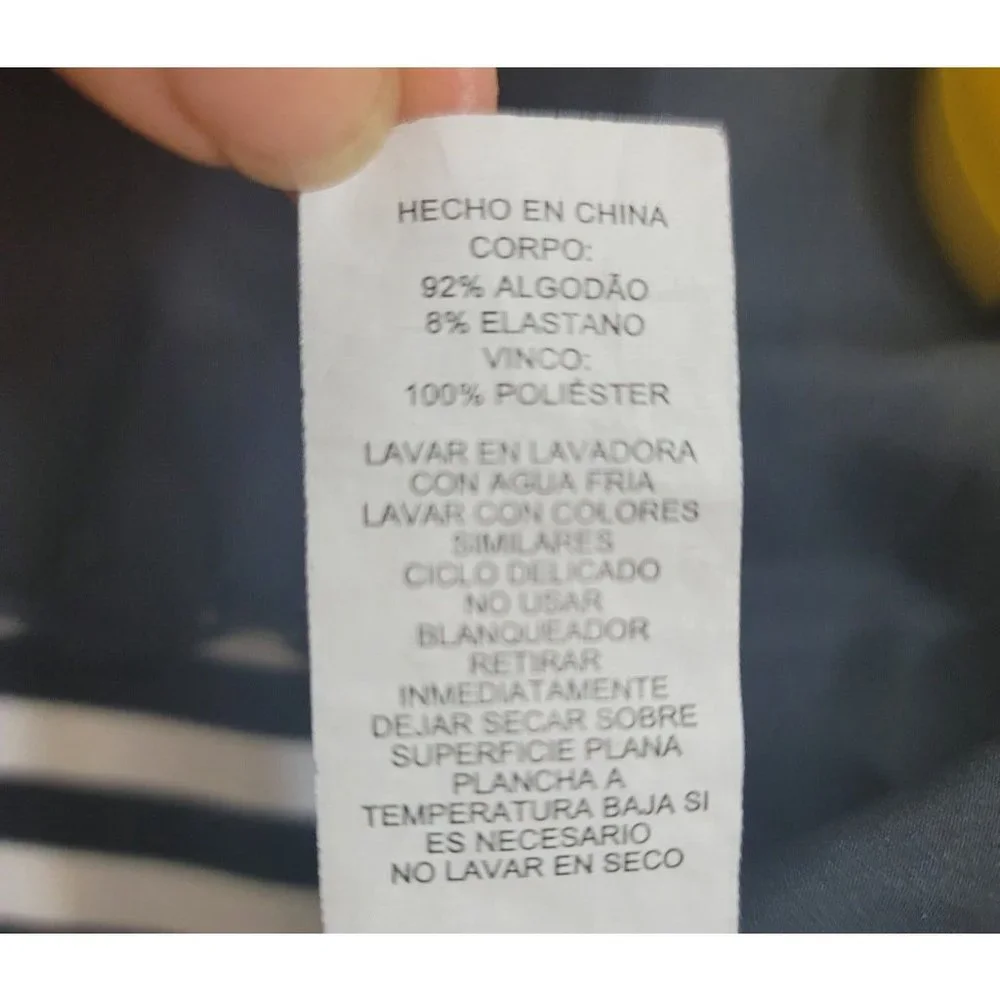 HECHO EN CHINA
CORPO:
92% ALGODÃO
8% ELASTANO
VINCO:
100% POLIÉSTER
LAVAR EN LAVADORA
CON AGUA FRIA
LAVAR CON COLORES
SIMILARES
CICLO DELICADO
NO USAR
BLANQUEADOR
RETIRAR
INMEDIATAMENTE
DEJAR SECAR SOBRE
SUPERFICIE PLANA
PLANCHA A
TEMPERATURA BAJA SI
ES NECESARIO
NO LAVAR EN SECO